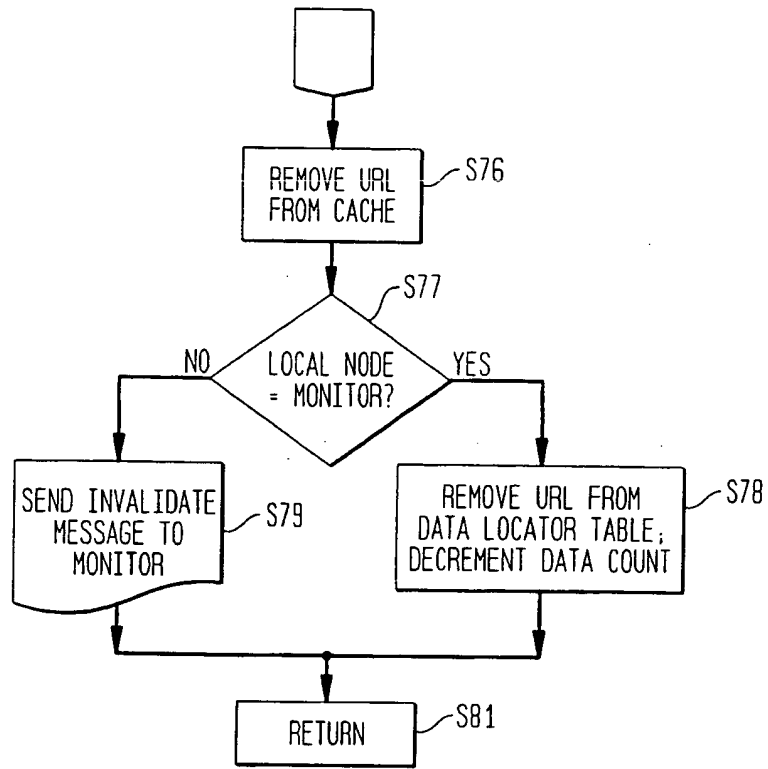 REMOVE URL
FROM CACHE
S76
S77
NO
LOCAL NODE
= MONITOR?
YES
SEND INVALIDATE
MESSAGE TO
MONITOR
S79
REMOVE URL FROM
DATA LOCATOR TABLE;
DECREMENT DATA COUNT
S78
RETURN
S81